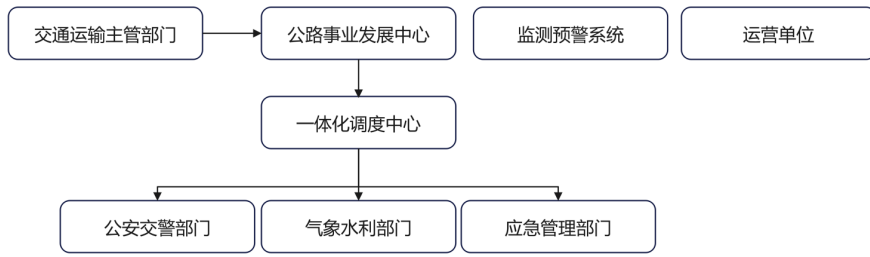 交通运输主管部门
公路事业发展中心
监测预警系统
运营单位
一体化调度中心
公安交警部门
气象水利部门
应急管理部门